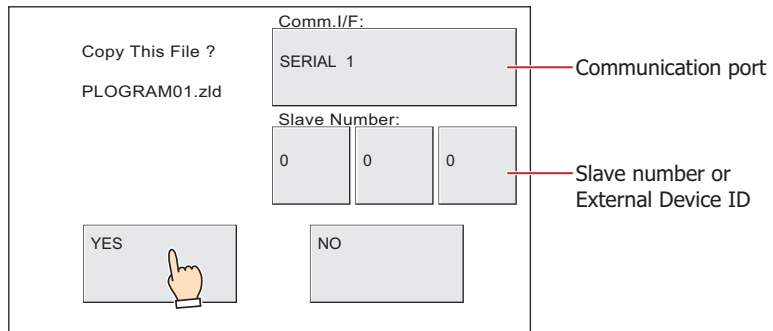 Comm.I/F:
Copy This File ?
SERIAL 1
Communication port
PLOGRAM01.zld
Slave Number:
0 0 0
Slave number or
External Device ID
YES NO